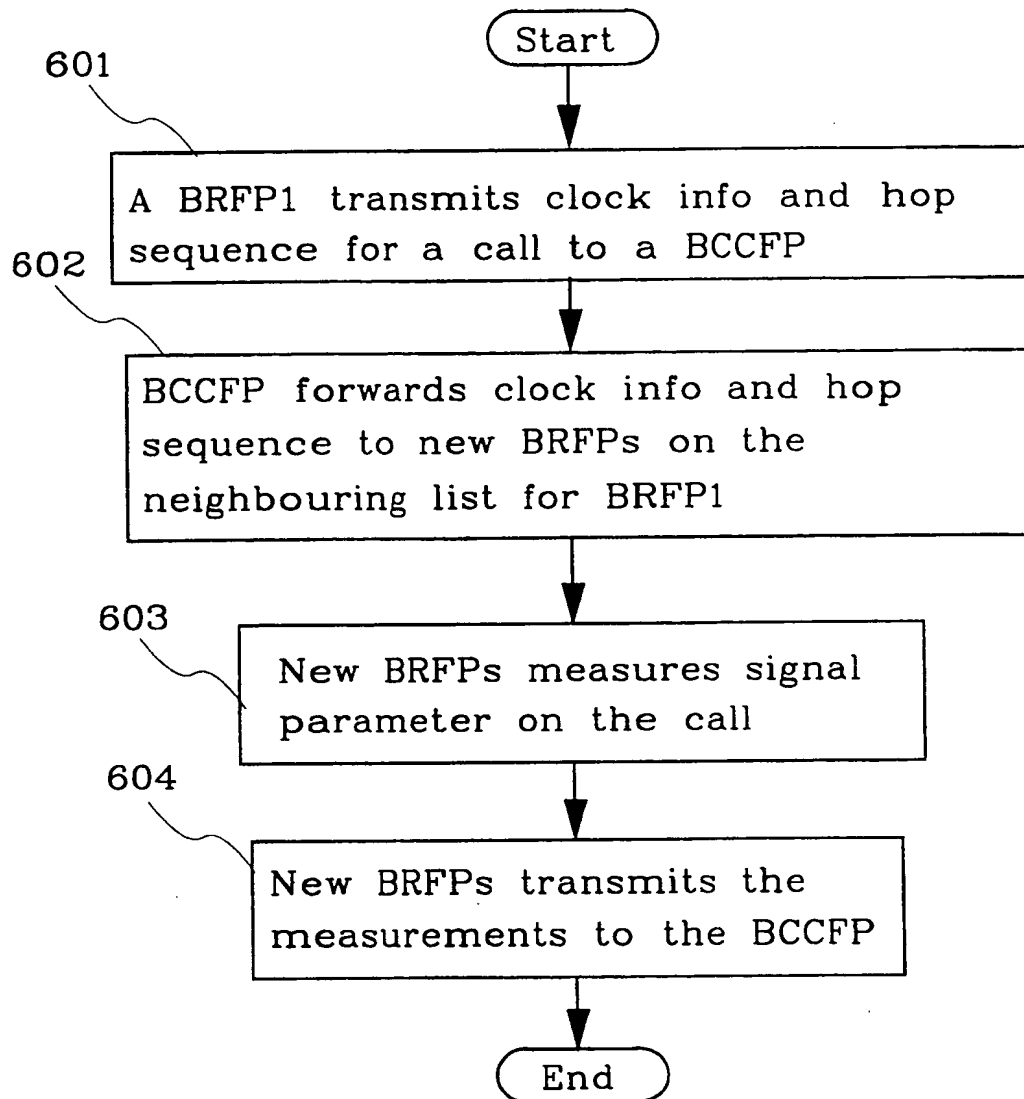 Start
601
A BRFP1 transmits clock info and hop
sequence for a call to a BCCFP
602
BCCFP forwards clock info and hop
sequence to new BRFPs on the
neighbouring list for BRFP1
603
New BRFPs measures signal
parameter on the call
604
New BRFPs transmits the
measurements to the BCCFP
End